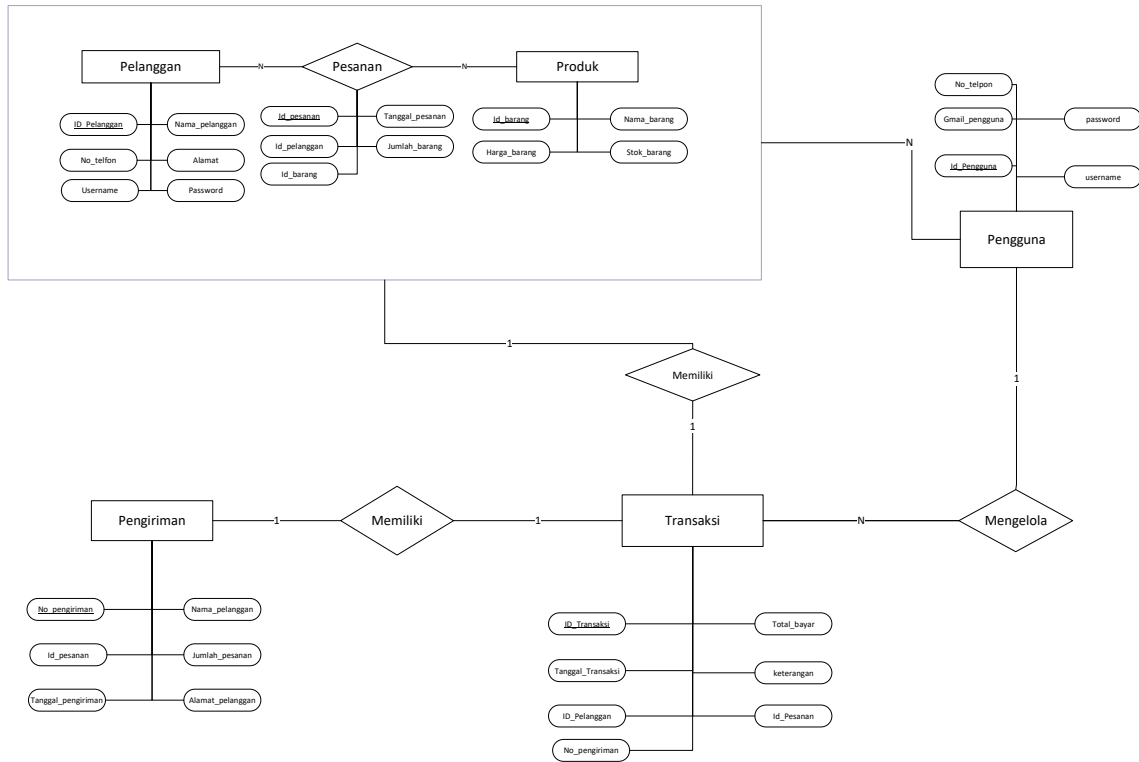 Pelanggan
N
Pesanan
N
Produk
ID_Pelanggan
Nama_pelanggan
No_telfon
Alamat
Username
Password
Id_pesanan
Tanggal_pesanan
Id_pelanggan
Jumlah_barang
Id_barang
Id_barang
Nama_barang
Harga_barang
Stok_barang
No_telpon
Gmail_pengguna
password
Id_Pengguna
username
N
Pengguna
1
Memiliki
1
1
Pengiriman
1
Memiliki
1
Transaksi
N
Mengelola
No_pengiriman
Nama_pelanggan
Id_pesanan
Jumlah_pesanan
Tanggal_pengiriman
Alamat_pelanggan
ID_Transaksi
Total_bayar
Tanggal_Transaksi
keterangan
ID_Pelanggan
Id_Pesanan
No_pengiriman